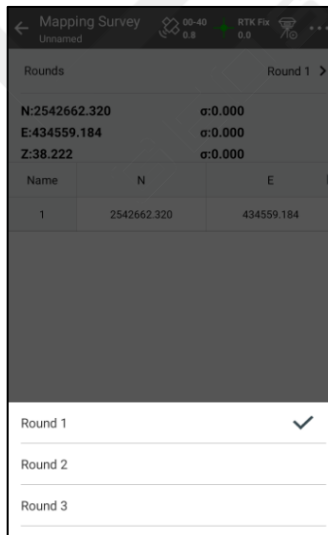 Mapping Survey
Unnamed
00-40
0.8
RTK Fix
0.0
Rounds
Round 1 >
N:2542662.320 σ:0.000
E:434559.184 σ:0.000
Z:38.222 σ:0.000
Name N E
1 2542662.320 434559.184
Round 1
Round 2
Round 3